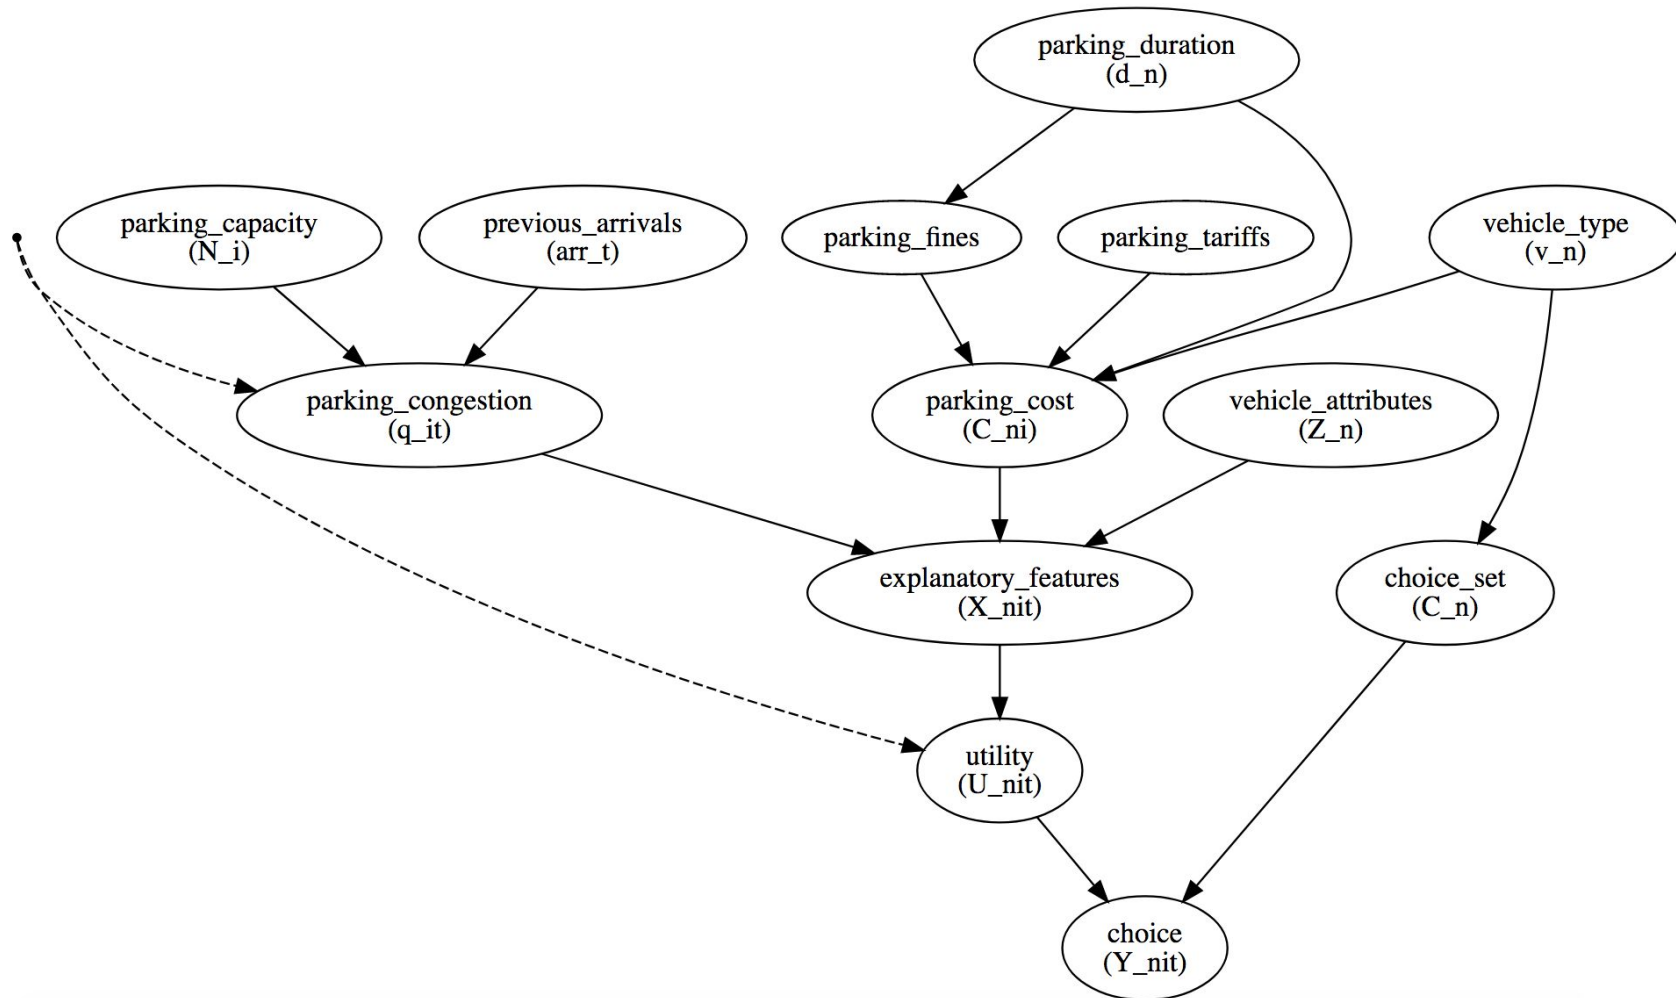 parking_duration
(d_n)
parking_capacity
(N_i)
previous_arrivals
(arr_t)
parking_fines
parking_tariffs
vehicle_type
(v_n)
parking_congestion
(q_it)
parking_cost
(C_ni)
vehicle_attributes
(Z_n)
explanatory_features
(X_nit)
choice_set
(C_n)
utility
(U_nit)
choice
(Y_nit)